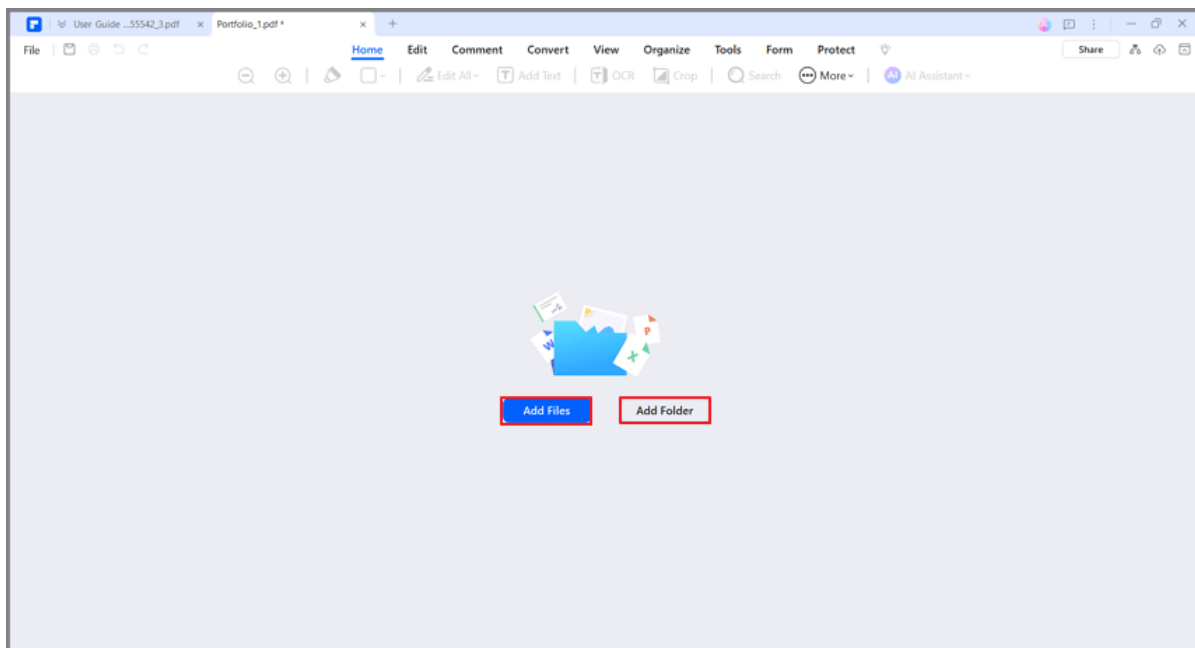 User Guide ...55542_3.pdf Portfolio_1.pdf *
File Home Edit Comment Convert View Organize Tools Form Protect Share
Edit All Add Text OCR Crop Search More AI AI Assistant
W P X
Add Files Add Folder